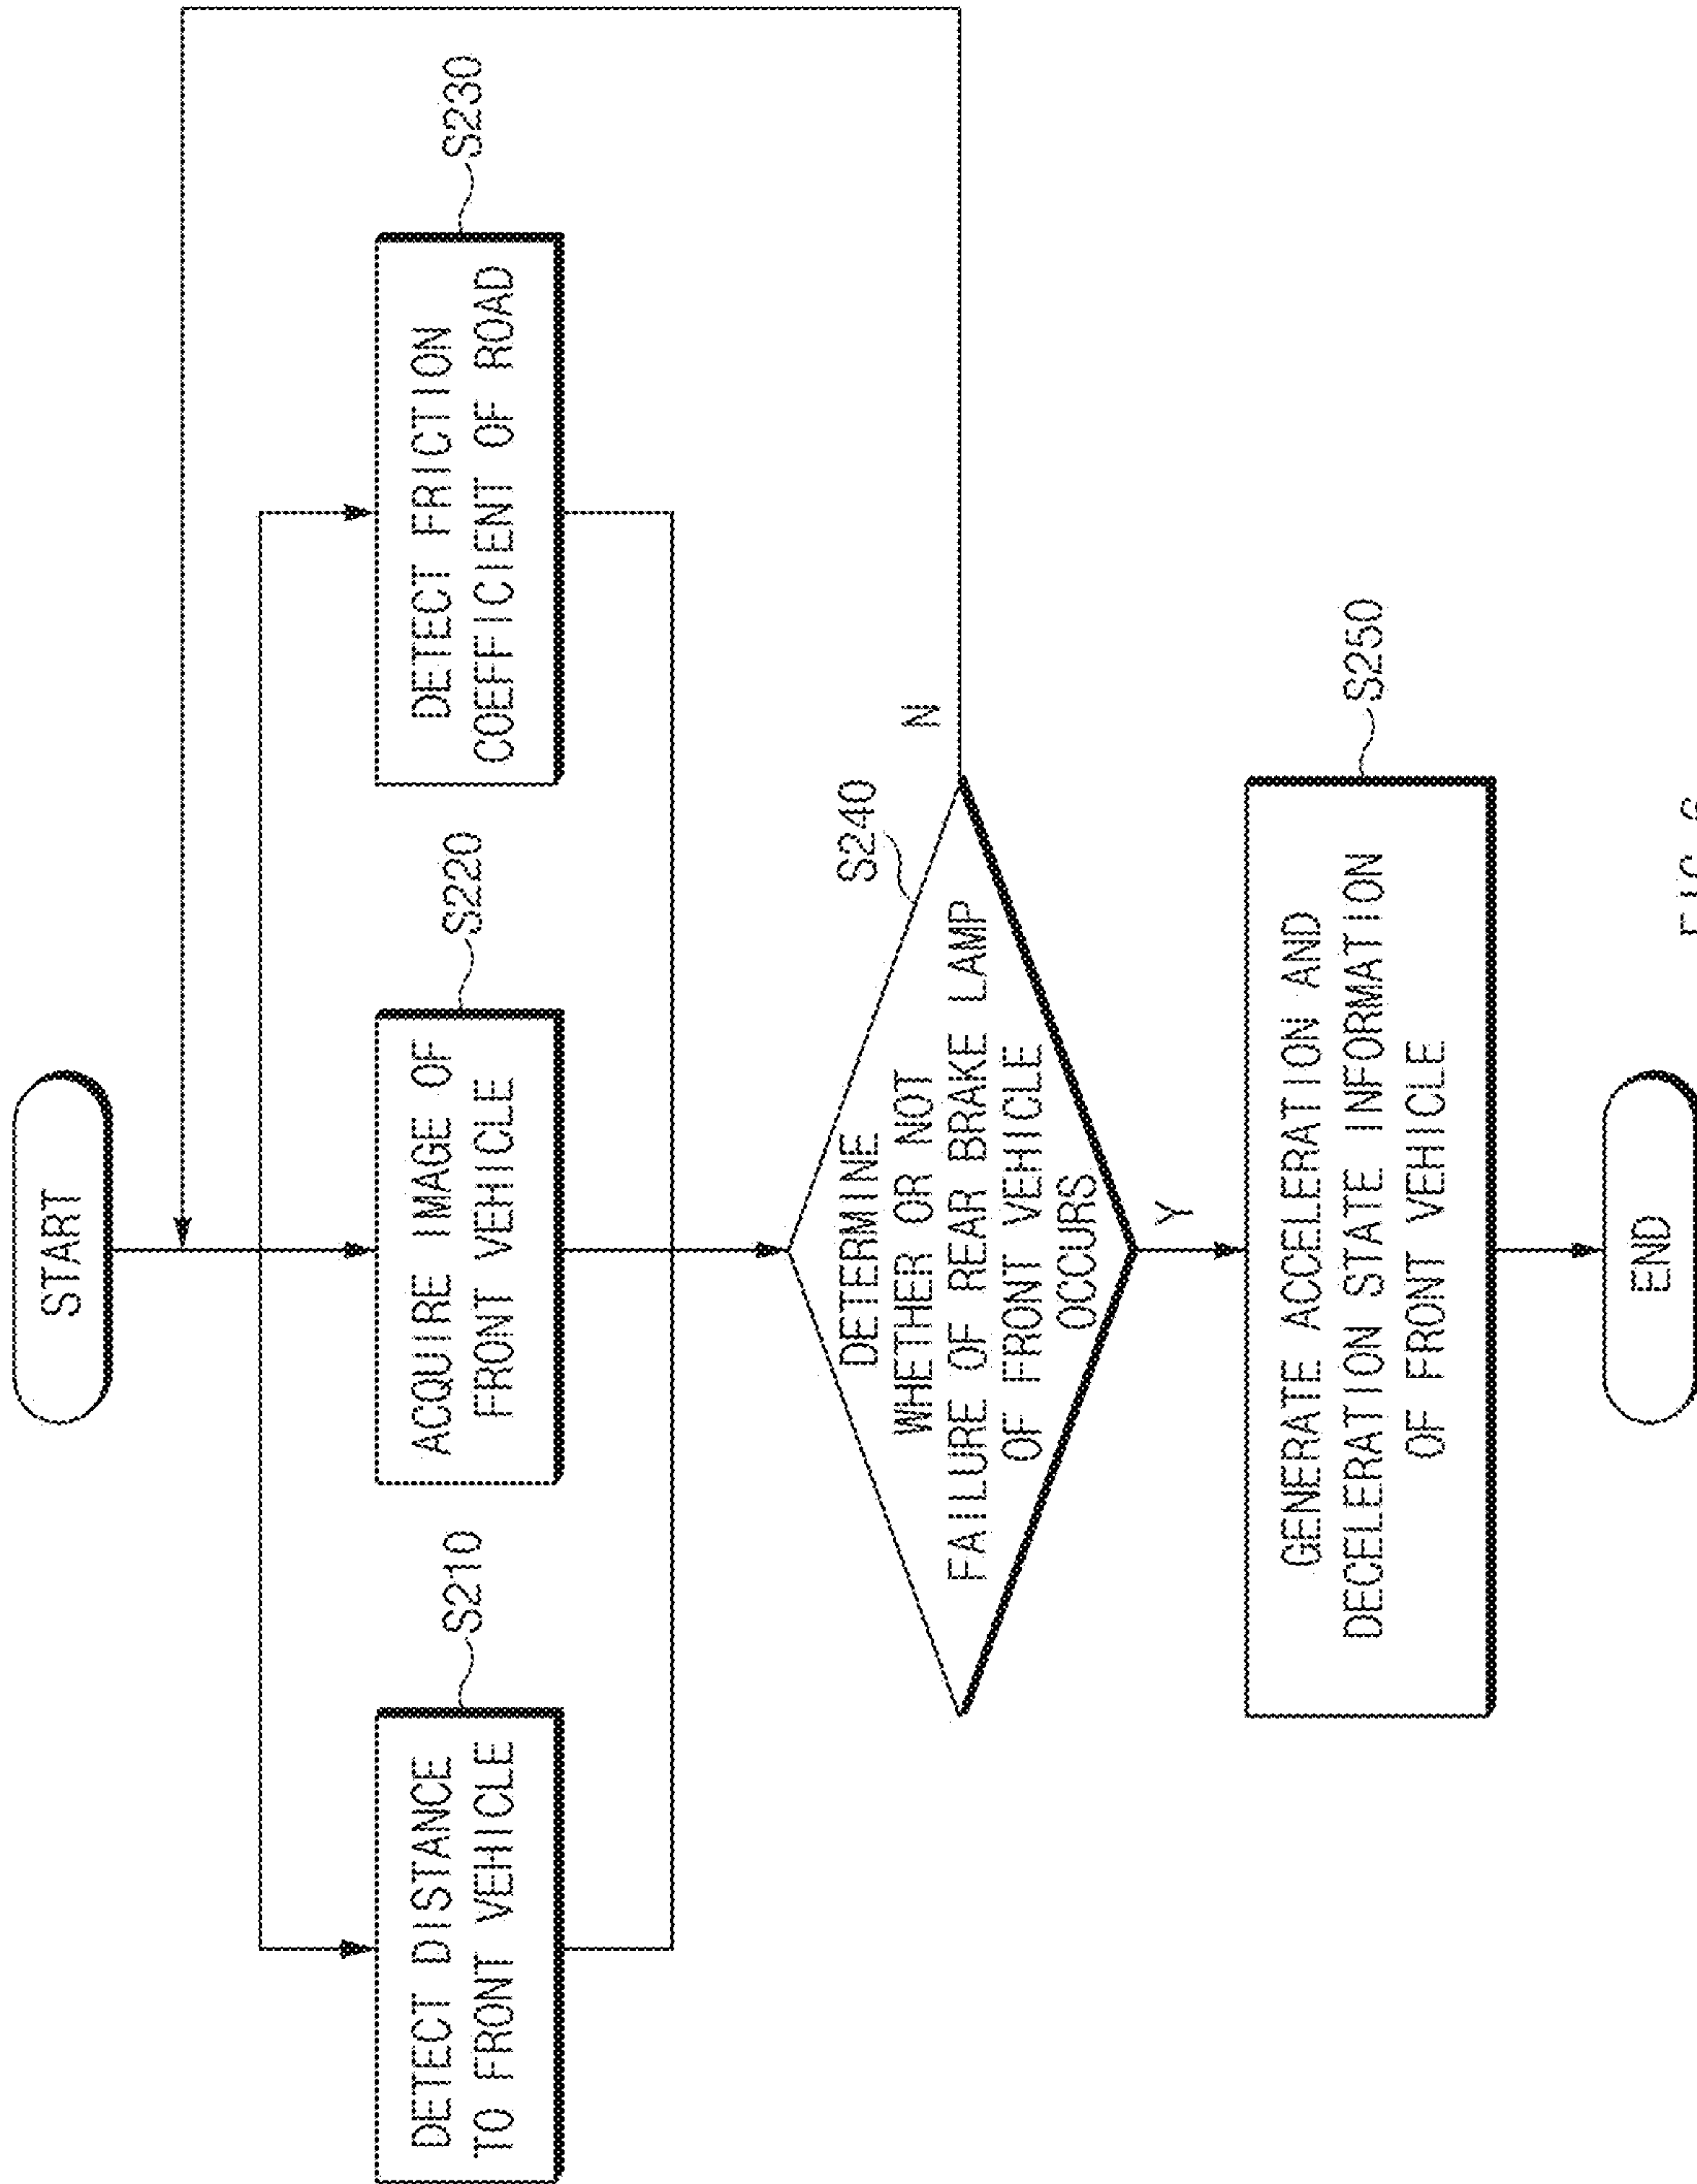 START
DETECT DISTANCE
TO FRONT VEHICLE
S210
ACQUIRE IMAGE OF
FRONT VEHICLE
S220
DETECT FRICTION
COEFFICIENT OF ROAD
S230
DETERMINE
WHETHER OR NOT
FAILURE OF REAR BRAKE LAMP
OF FRONT VEHICLE
OCCURS
S240
N
Y
GENERATE ACCELERATION AND
DECELERATION STATE INFORMATION
OF FRONT VEHICLE
S250
END